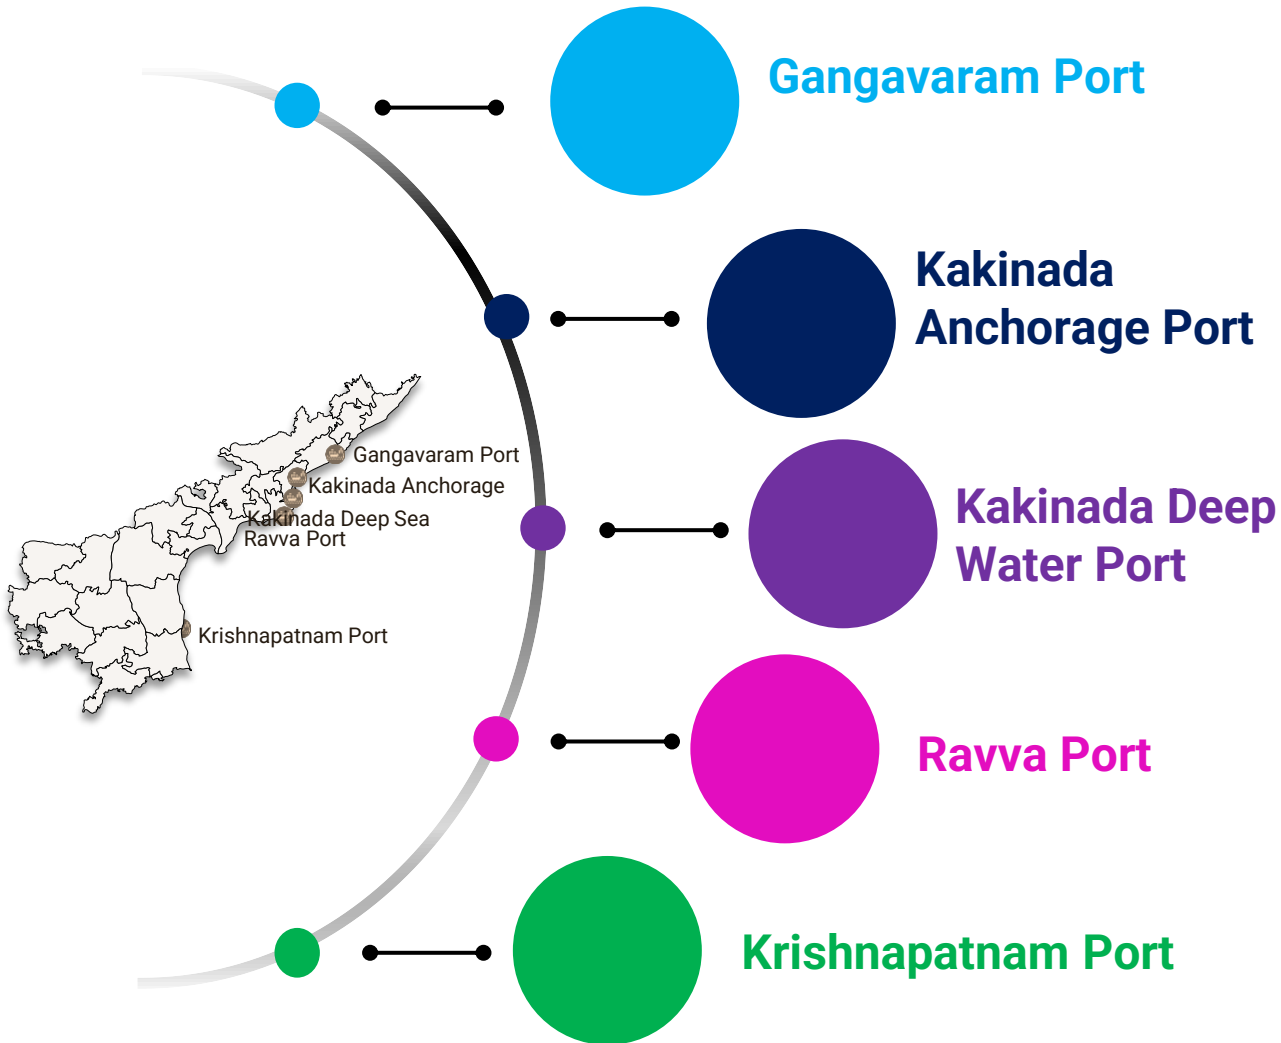 Gangavaram Port
Kakinada
Anchorage Port
Gangavaram Port
Kakinada Anchorage
Kakinada Deep Sea
Ravva Port
Kakinada Deep
Water Port
Krishnapatnam Port
Ravva Port
Krishnapatnam Port